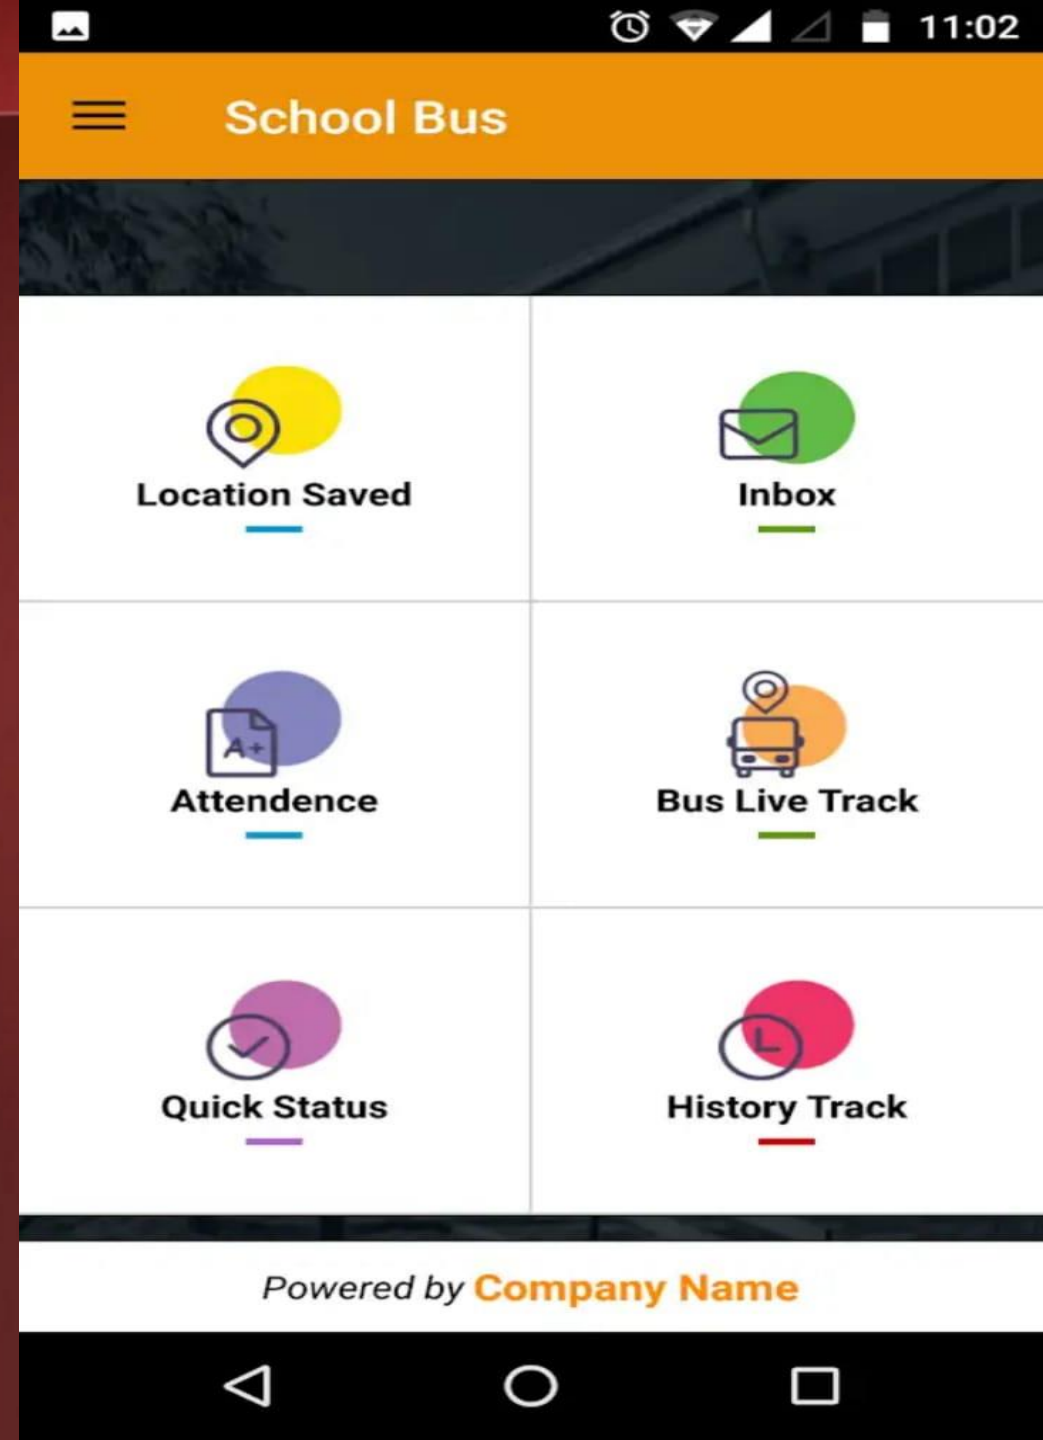 11:02
School Bus
Location Saved
Inbox
A+
Attendence
Bus Live Track
Quick Status
History Track
Powered by Company Name